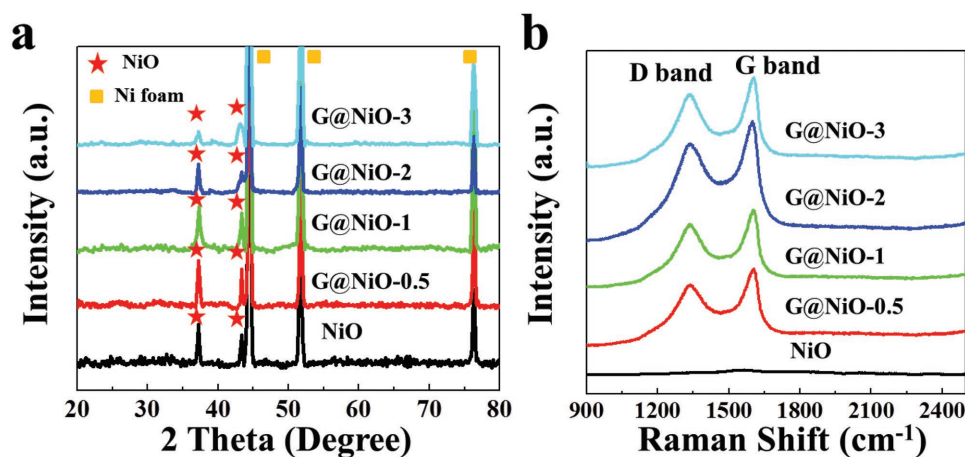 a
NiO
Ni foam
G@NiO-3
G@NiO-2
G@NiO-1
G@NiO-0.5
NiO
Intensity (a.u.)
20 30 40 50 60 70 80
2 Theta (Degree)
b
D band
G band
G@NiO-3
G@NiO-2
G@NiO-1
G@NiO-0.5
NiO
Intensity (a.u.)
900 1200 1500 1800 2100 2400
Raman Shift (cm⁻¹)